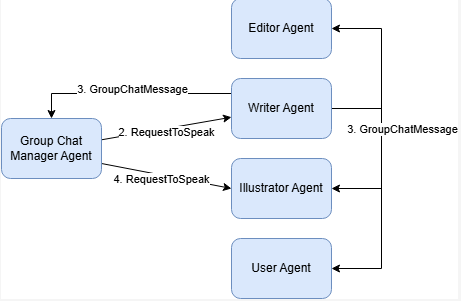 Editor Agent
3. GroupChatMessage
Writer Agent
2. RequestToSpeak
3. GroupChatMessage
Group Chat
Manager Agent
4. RequestToSpeak
Illustrator Agent
User Agent